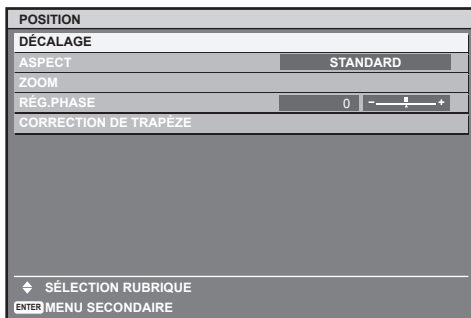 POSITION
DÉCALAGE
ASPECT STANDARD
ZOOM
RÉG.PHASE 0 - +
CORRECTION DE TRAPÈZE
SÉLECTION RUBRIQUE
ENTER MENU SECONDAIRE